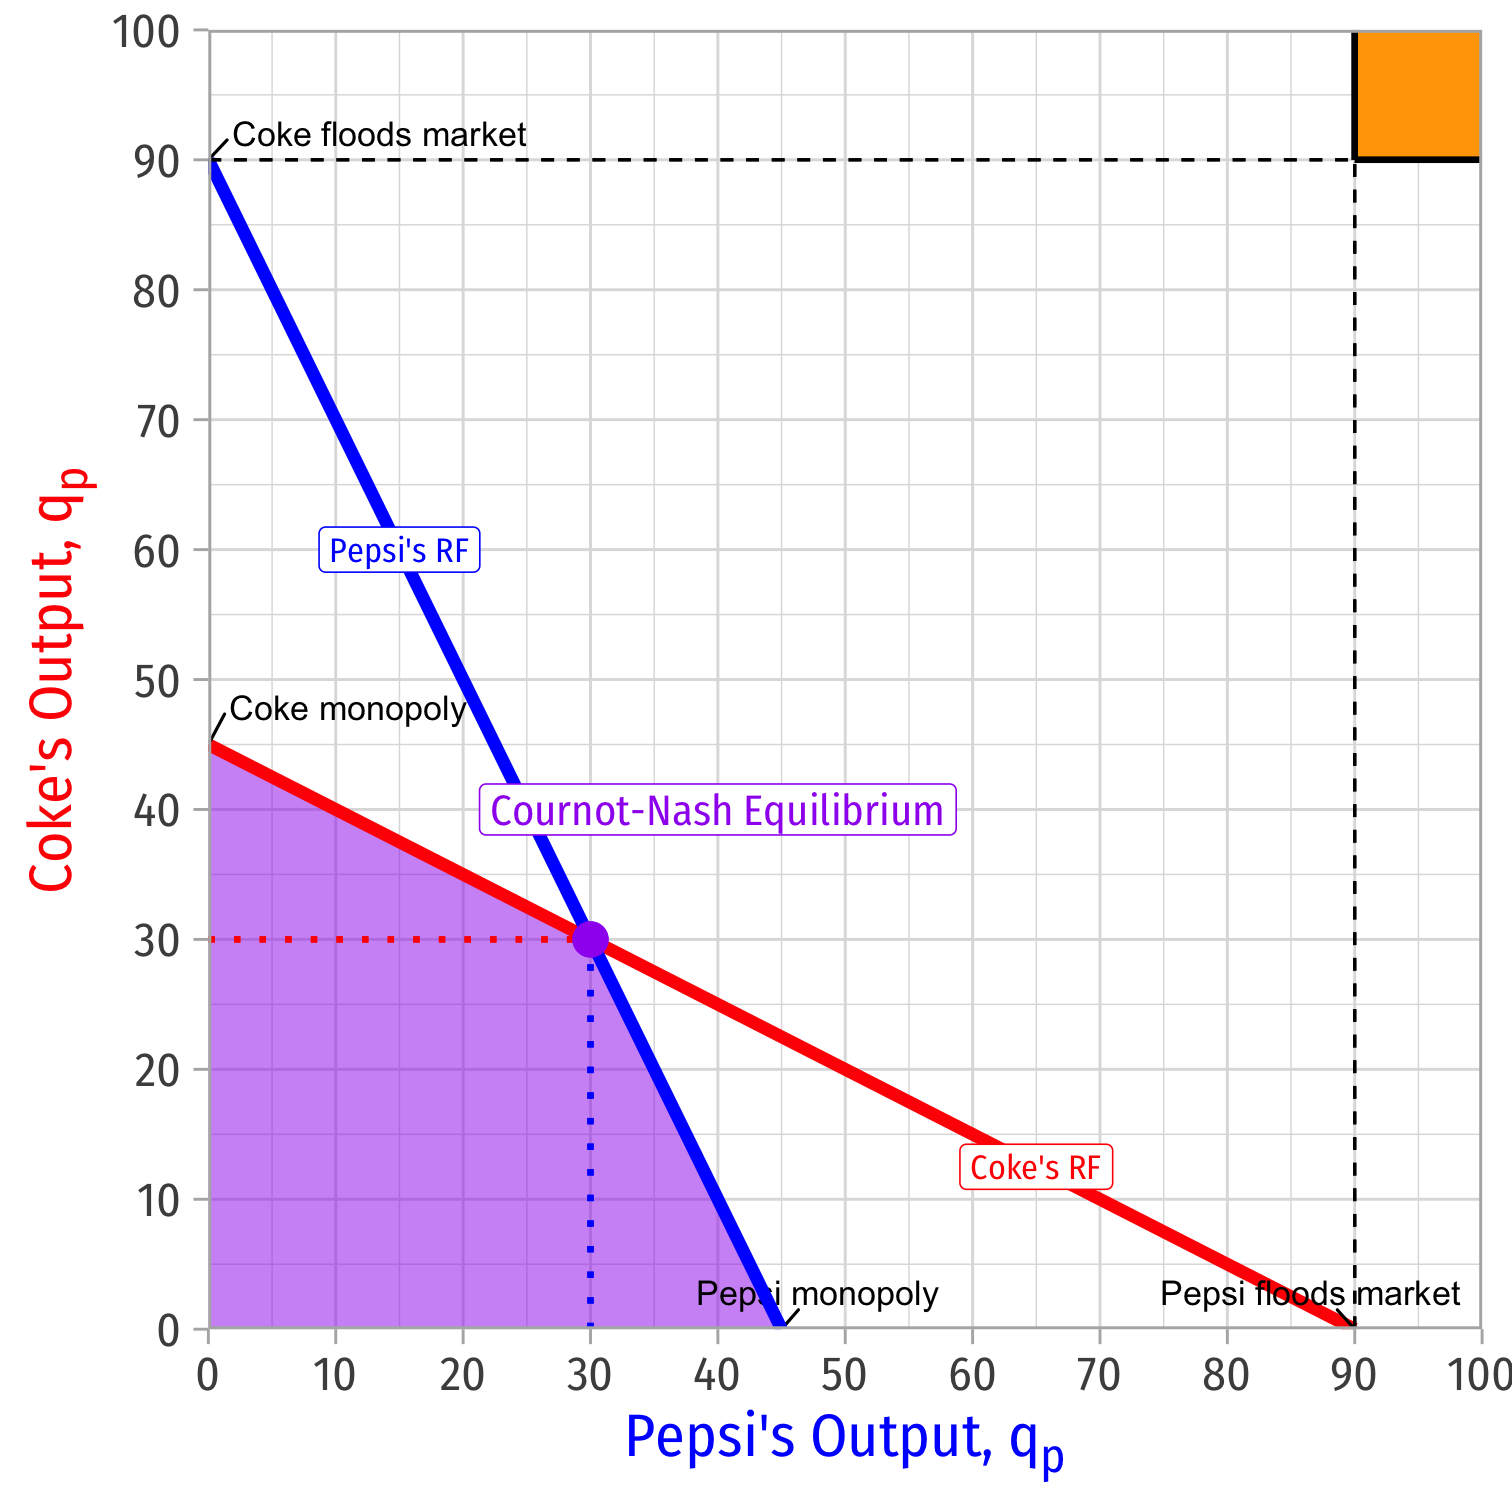 100
Coke floods market
90
80
70
60
Pepsi's RF
50
Coke monopoly
40
Cournot-Nash Equilibrium
30
20
Coke's RF
10
Pepsi monopoly
Pepsi floods market
0
0 10 20 30 40 50 60 70 80 90 100
Coke's Output, qp
Pepsi's Output, qp